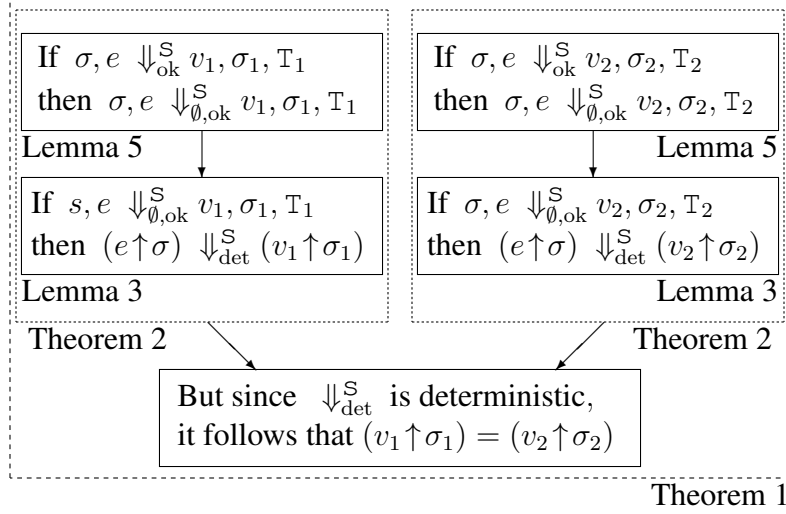 If σ, e ⇓^S_ok v₁, σ₁, T₁
then σ, e ⇓^S_∅,ok v₁, σ₁, T₁
Lemma 5
If s, e ⇓^S_∅,ok v₁, σ₁, T₁
then (e↑σ) ⇓^S_det (v₁↑σ₁)
Lemma 3
Theorem 2
If σ, e ⇓^S_ok v₂, σ₂, T₂
then σ, e ⇓^S_∅,ok v₂, σ₂, T₂
Lemma 5
If σ, e ⇓^S_∅,ok v₂, σ₂, T₂
then (e↑σ) ⇓^S_det (v₂↑σ₂)
Lemma 3
Theorem 2
But since ⇓^S_det is deterministic,
it follows that (v₁↑σ₁) = (v₂↑σ₂)
Theorem 1